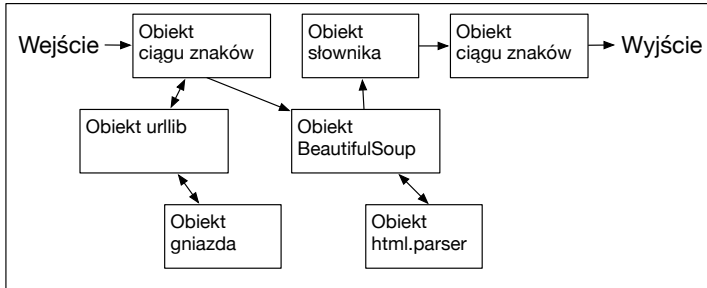 Wejście
Obiekt
ciągu znaków
Obiekt
słownika
Obiekt
ciągu znaków
Wyjście
Obiekt urllib
Obiekt
BeautifulSoup
Obiekt
gniazda
Obiekt
html.parser